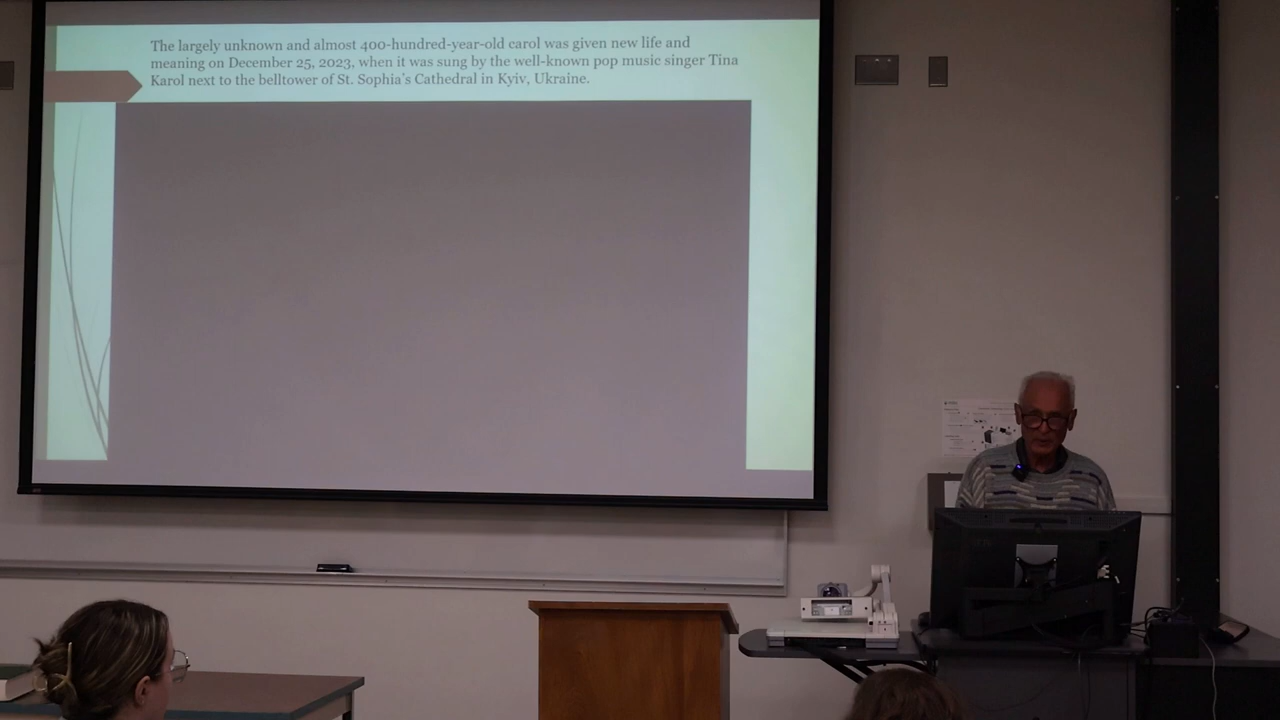 The largely unknown and almost 400-hundred-year-old carol was given new life and
meaning on December 25, 2023, when it was sung by the well-known pop music singer Tina
Karol next to the belltower of St. Sophia's Cathedral in Kyiv, Ukraine.